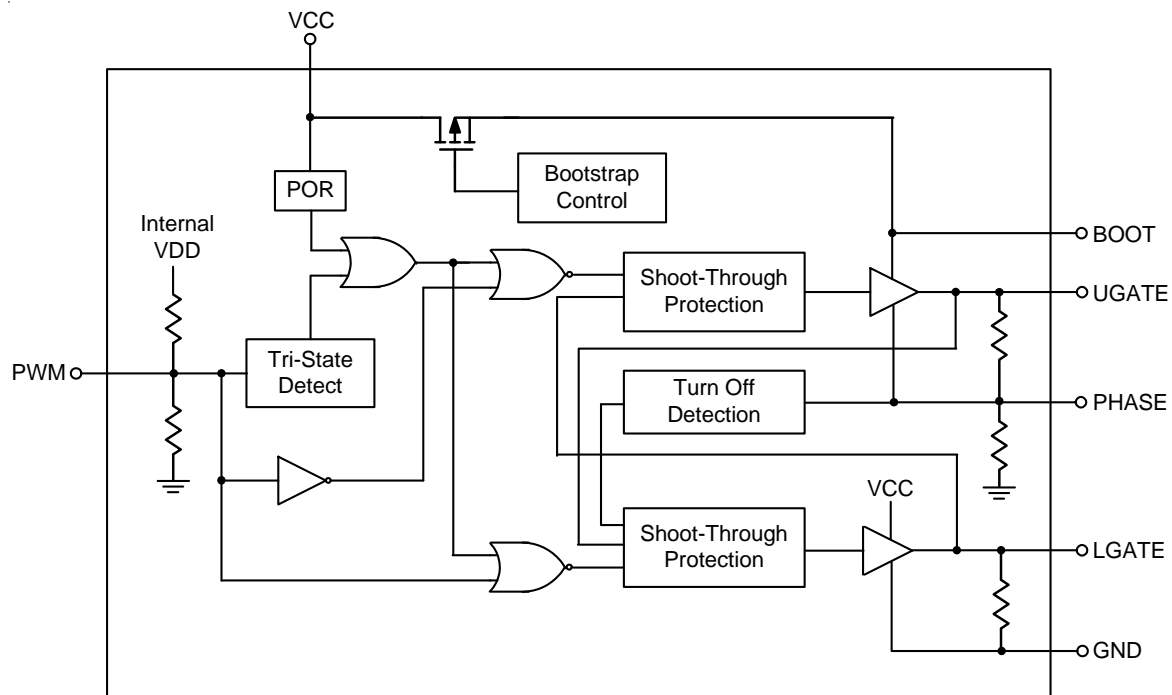 VCC
POR
Bootstrap
Control
Internal
VDD
BOOT
Shoot-Through
Protection
UGATE
PWM
Tri-State
Detect
Turn Off
Detection
PHASE
VCC
Shoot-Through
Protection
LGATE
GND